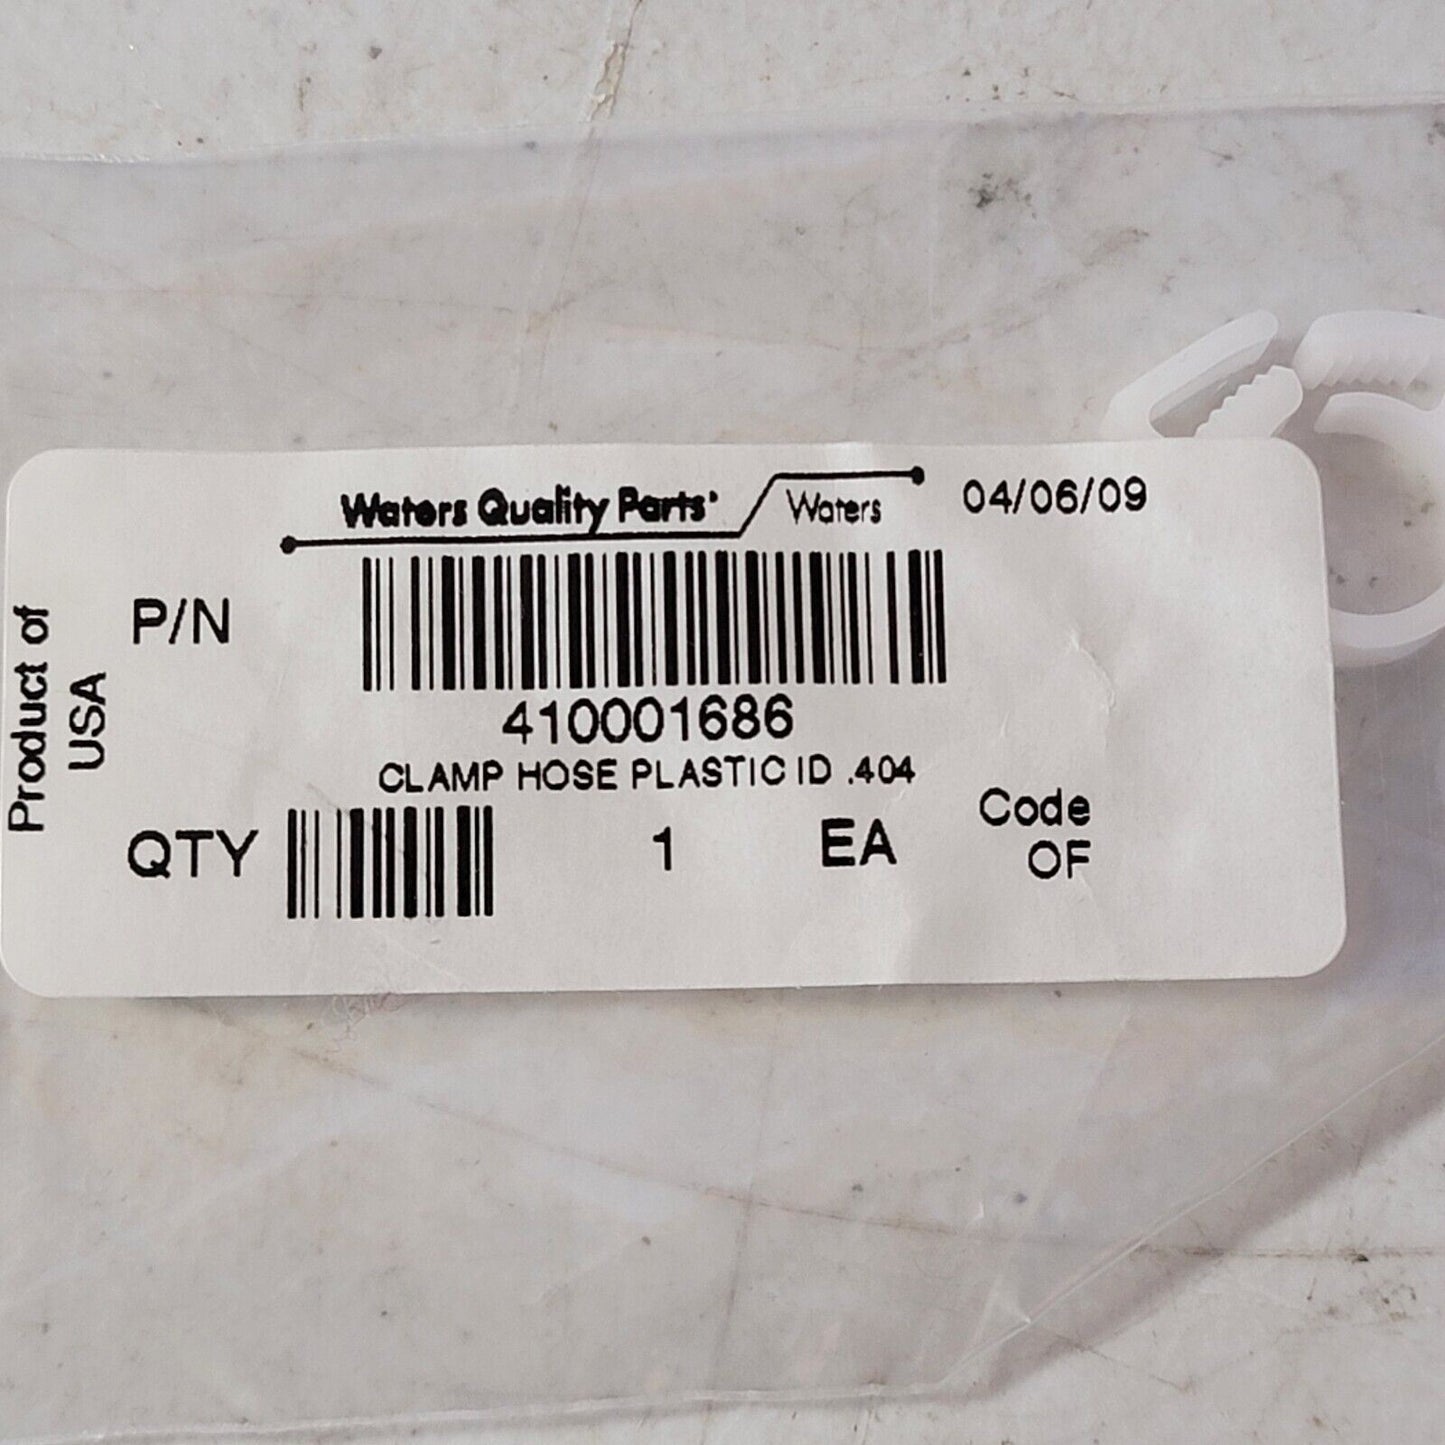 Waters Quality Parts
Waters
04/06/09
Product of
USA
P/N
410001686
CLAMP HOSE PLASTIC ID .404
QTY
1
EA
Code
OF